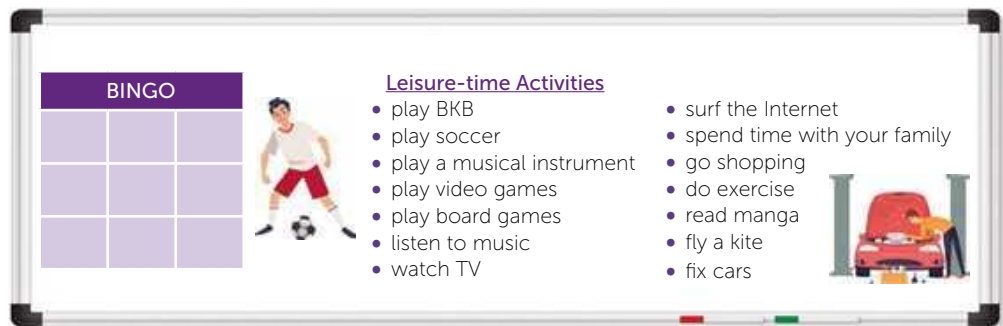 BINGO
Leisure-time Activities
• play BKB
• play soccer
• play a musical instrument
• play video games
• play board games
• listen to music
• watch TV
• surf the Internet
• spend time with your family
• go shopping
• do exercise
• read manga
• fly a kite
• fix cars